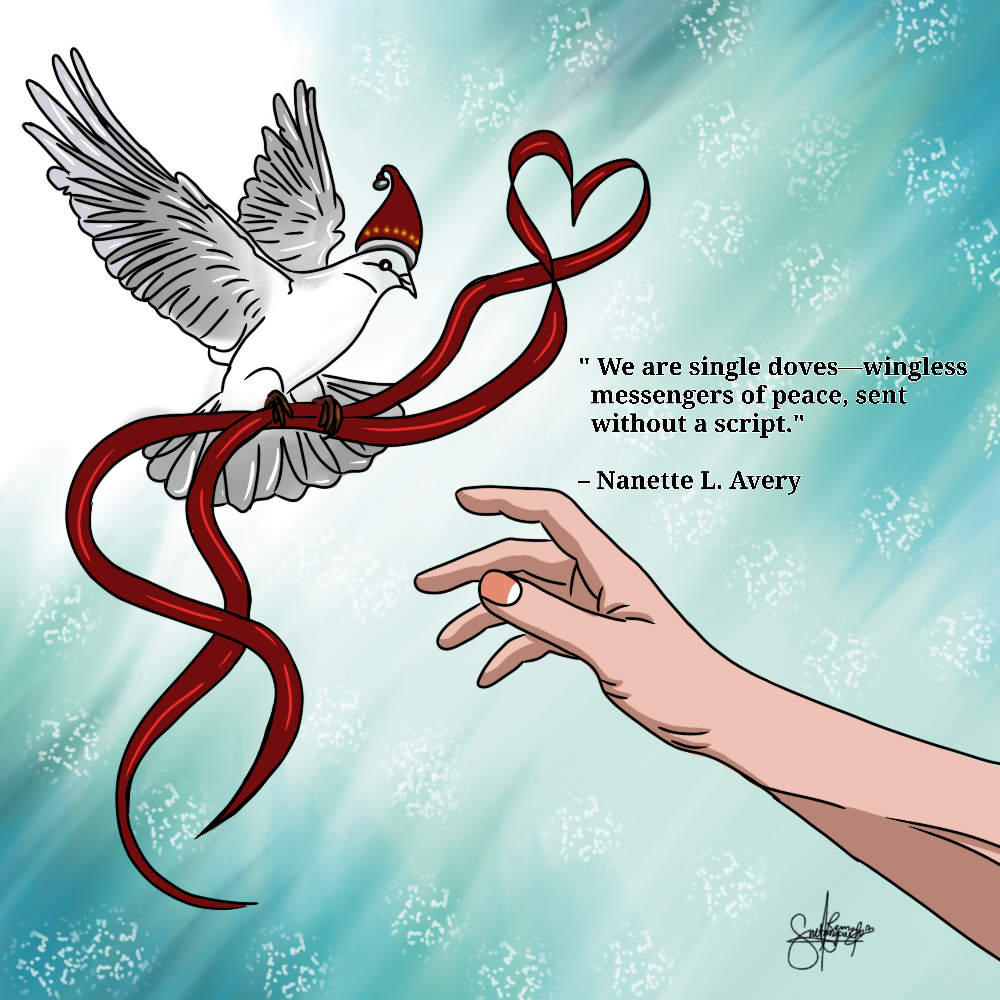 " We are single doves—wingless
messengers of peace, sent
without a script."
– Nanette L. Avery